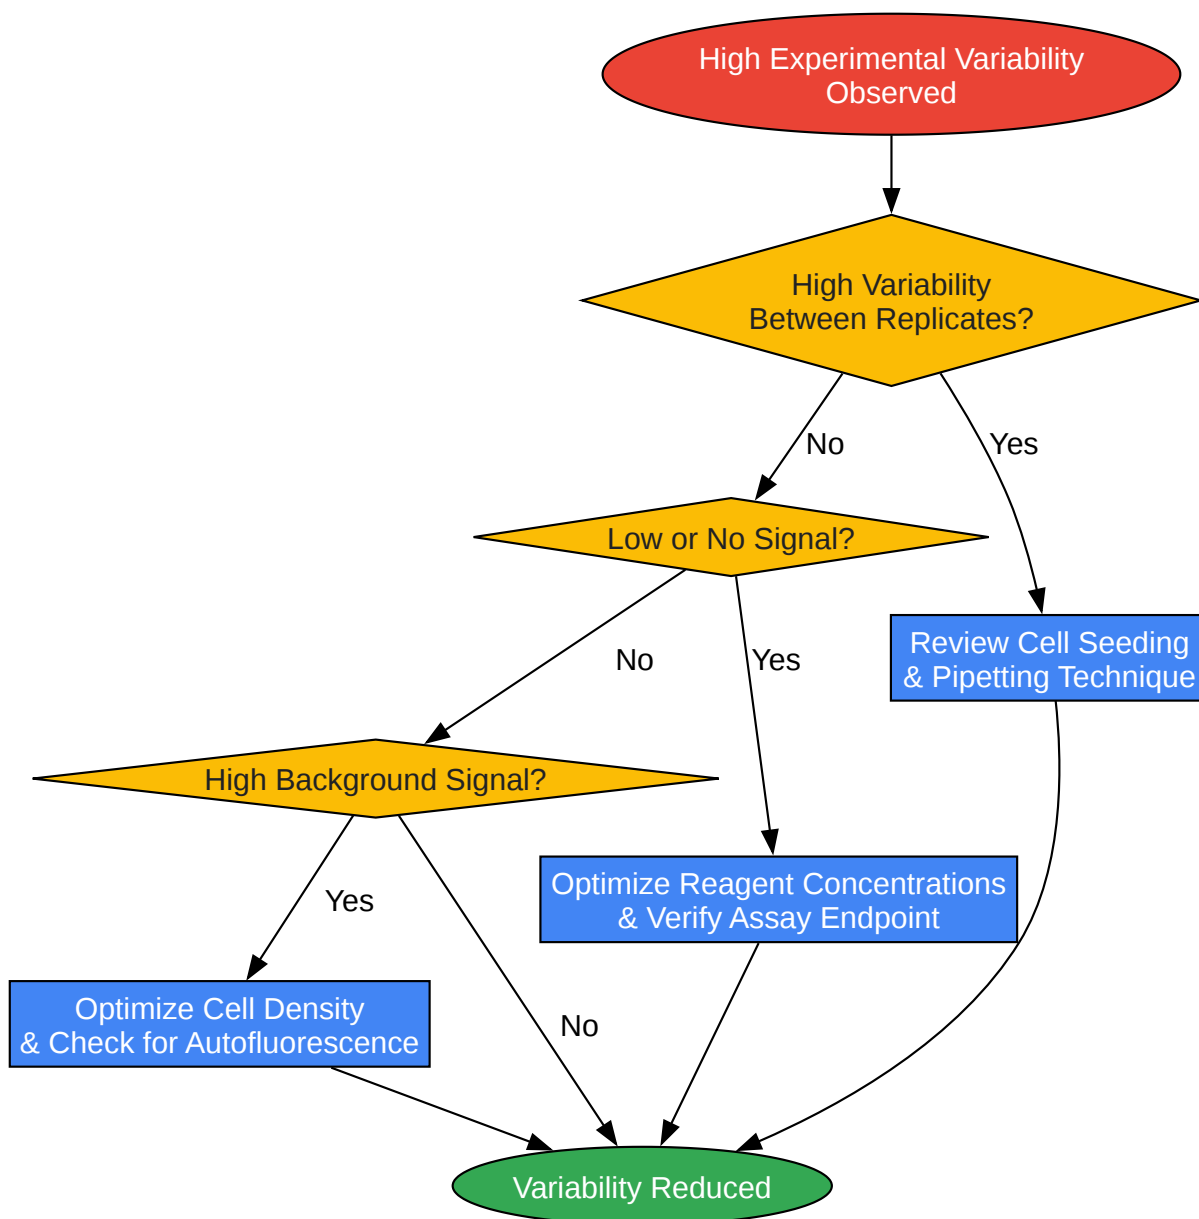 High Experimental Variability
Observed
High Variability
Between Replicates?
No
Yes
Low or No Signal?
Review Cell Seeding
& Pipetting Technique
No
Yes
High Background Signal?
Optimize Reagent Concentrations
& Verify Assay Endpoint
Yes
Optimize Cell Density
& Check for Autofluorescence
No
Variability Reduced